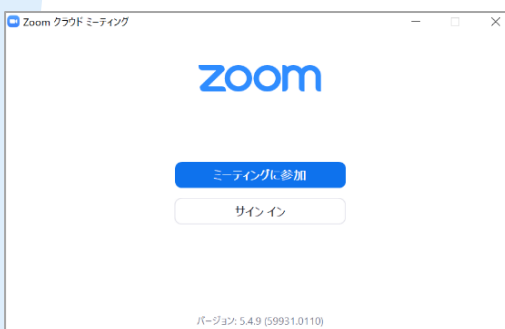 Zoom クラウド ミーティング
zoom
ミーティングに参加
サインイン
バージョン: 5.4.9 (59931.0110)